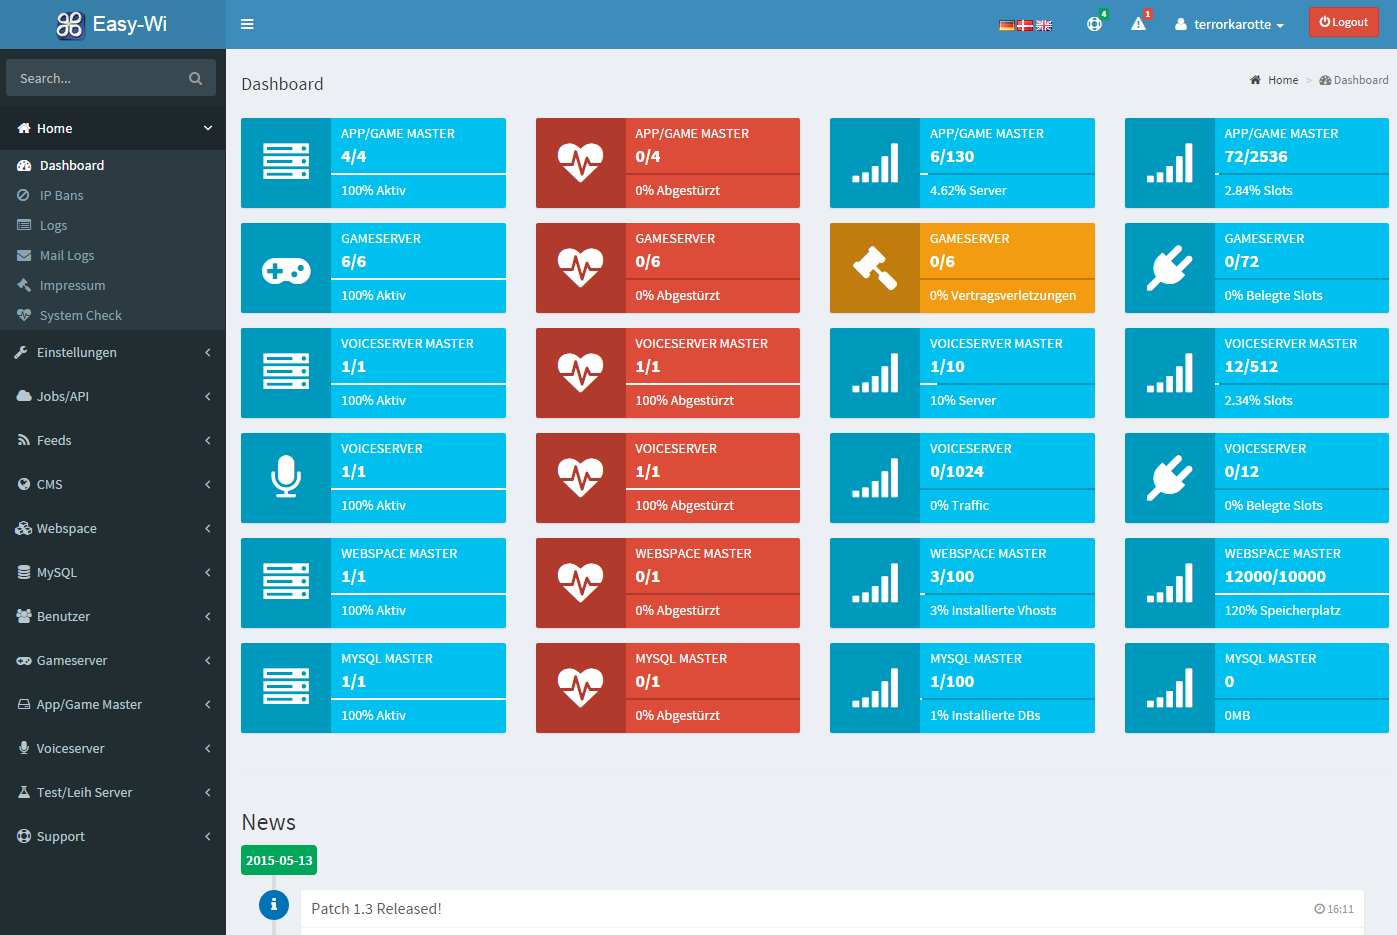 Easy-Wi
4
1
terrorkarotte
Logout
Search...
Home
Dashboard
IP Bans
Logs
Mail Logs
Impressum
System Check
Einstellungen
Jobs/API
Feeds
CMS
Webspace
MySQL
Benutzer
Gameserver
App/Game Master
Voiceserver
Test/Leih Server
Support
Dashboard
Home > Dashboard
APP/GAME MASTER
4/4
100% Aktiv
APP/GAME MASTER
0/4
0% Abgestürzt
APP/GAME MASTER
6/130
4.62% Server
APP/GAME MASTER
72/2536
2.84% Slots
GAMESERVER
6/6
100% Aktiv
GAMESERVER
0/6
0% Abgestürzt
GAMESERVER
0/6
0% Vertragsverletzungen
GAMESERVER
0/72
0% Belegte Slots
VOICESERVER MASTER
1/1
100% Aktiv
VOICESERVER MASTER
1/1
100% Abgestürzt
VOICESERVER MASTER
1/10
10% Server
VOICESERVER MASTER
12/512
2.34% Slots
VOICESERVER
1/1
100% Aktiv
VOICESERVER
1/1
100% Abgestürzt
VOICESERVER
0/1024
0% Traffic
VOICESERVER
0/12
0% Belegte Slots
WEBSPACE MASTER
1/1
100% Aktiv
WEBSPACE MASTER
0/1
0% Abgestürzt
WEBSPACE MASTER
3/100
3% Installierte Vhosts
WEBSPACE MASTER
12000/10000
120% Speicherplatz
MYSQL MASTER
1/1
100% Aktiv
MYSQL MASTER
0/1
0% Abgestürzt
MYSQL MASTER
1/100
1% Installierte DBs
MYSQL MASTER
0
0MB
News
2015-05-13
Patch 1.3 Released!
16:11